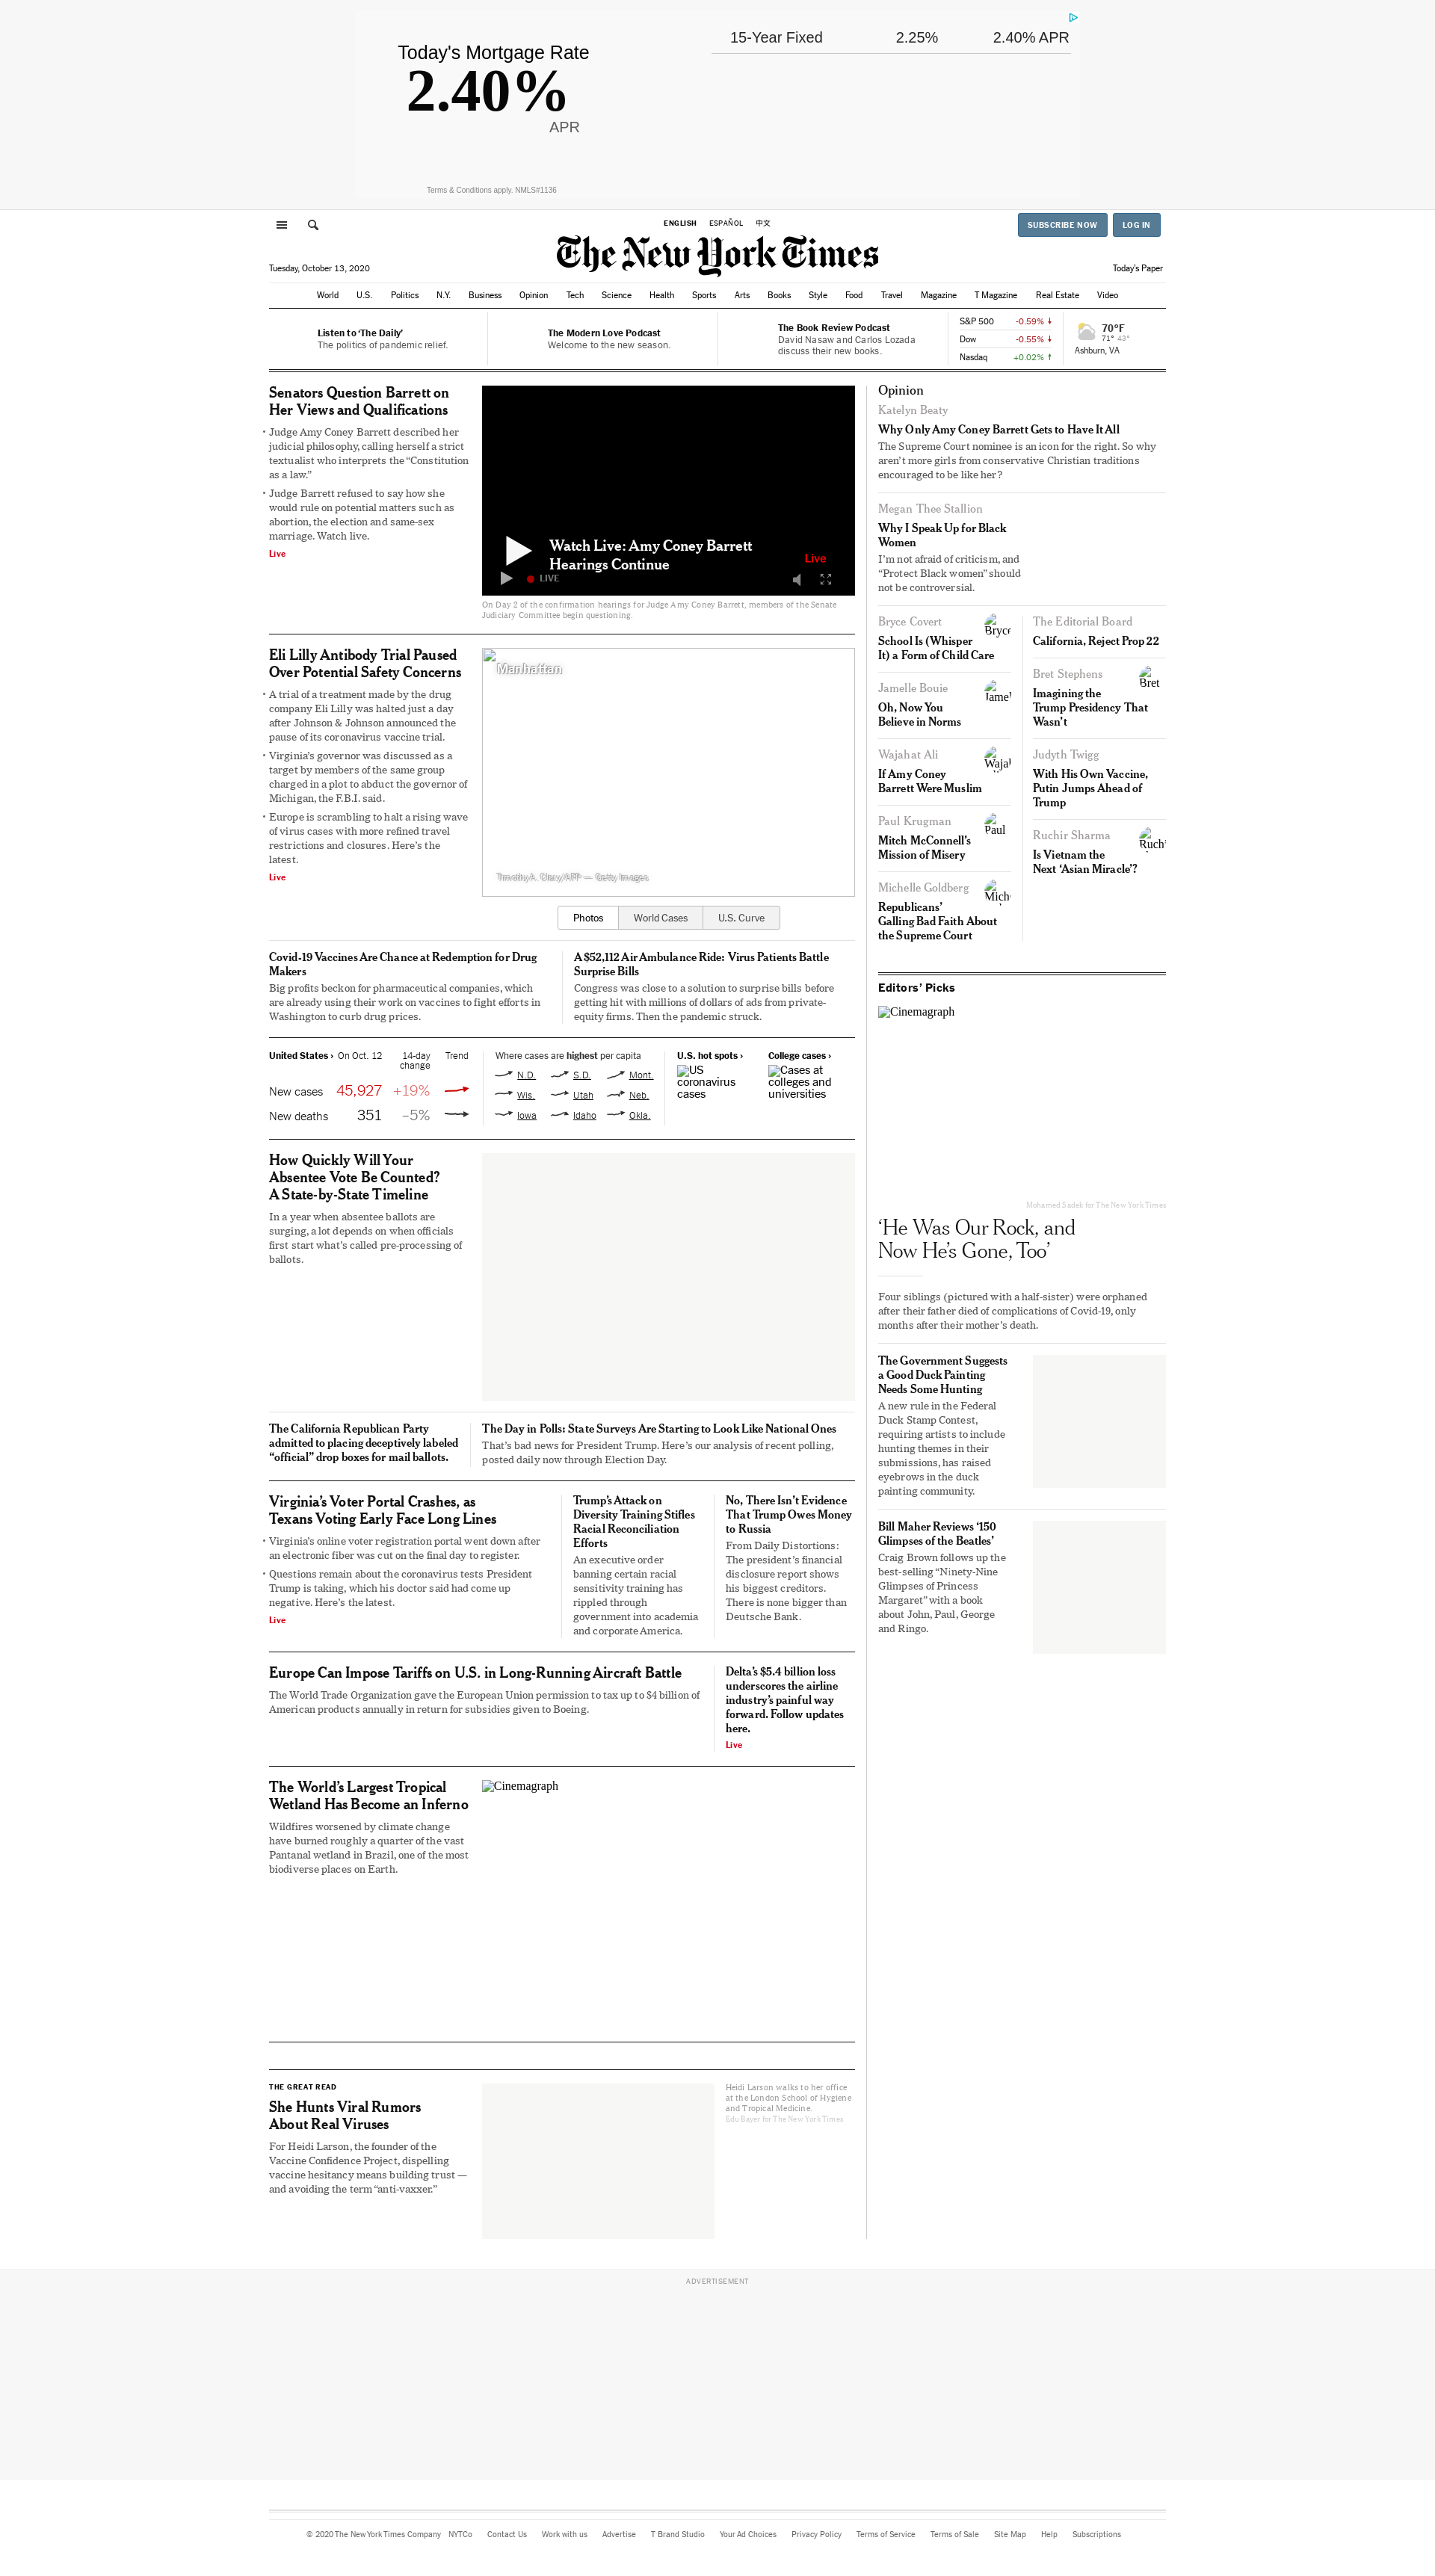 Today's Mortgage Rate
2.40%
APR
Terms & Conditions apply. NMLS#1136
15-Year Fixed 2.25% 2.40% APR
ENGLISH ESPAÑOL 中文
SUBSCRIBE NOW LOG IN
The New York Times
Tuesday, October 13, 2020
Today's Paper
World U.S. Politics N.Y. Business Opinion Tech Science Health Sports Arts Books Style Food Travel Magazine T Magazine Real Estate Video
Listen to ‘The Daily’
The politics of pandemic relief.
The Modern Love Podcast
Welcome to the new season.
The Book Review Podcast
David Nasaw and Carlos Lozada
discuss their new books.
S&P 500 -0.59% ↓
Dow -0.55% ↓
Nasdaq +0.02% ↑
70°F
71° 43°
Ashburn, VA
Senators Question Barrett on
Her Views and Qualifications
• Judge Amy Coney Barrett described her
judicial philosophy, calling herself a strict
textualist who interprets the “Constitution
as a law.”
• Judge Barrett refused to say how she
would rule on potential matters such as
abortion, the election and same-sex
marriage. Watch live.
Live
Watch Live: Amy Coney Barrett
Hearings Continue
Live
LIVE
On Day 2 of the confirmation hearings for Judge Amy Coney Barrett, members of the Senate
Judiciary Committee begin questioning.
Eli Lilly Antibody Trial Paused
Over Potential Safety Concerns
• A trial of a treatment made by the drug
company Eli Lilly was halted just a day
after Johnson & Johnson announced the
pause of its coronavirus vaccine trial.
• Virginia’s governor was discussed as a
target by members of the same group
charged in a plot to abduct the governor of
Michigan, the F.B.I. said.
• Europe is scrambling to halt a rising wave
of virus cases with more refined travel
restrictions and closures. Here’s the
latest.
Live
Manhattan
Timothy A. Clary/AFP — Getty Images
Photos World Cases U.S. Curve
Covid-19 Vaccines Are Chance at Redemption for Drug
Makers
Big profits beckon for pharmaceutical companies, which
are already using their work on vaccines to fight efforts in
Washington to curb drug prices.
A $52,112 Air Ambulance Ride: Virus Patients Battle
Surprise Bills
Congress was close to a solution to surprise bills before
getting hit with millions of dollars of ads from private-
equity firms. Then the pandemic struck.
United States › On Oct. 12 14-day
change Trend
New cases 45,927 +19%
New deaths 351 –5%
Where cases are highest per capita
N.D. S.D. Mont.
Wis. Utah Neb.
Iowa Idaho Okla.
U.S. hot spots ›
US
coronavirus
cases
College cases ›
Cases at
colleges and
universities
How Quickly Will Your
Absentee Vote Be Counted?
A State-by-State Timeline
In a year when absentee ballots are
surging, a lot depends on when officials
first start what’s called pre-processing of
ballots.
The California Republican Party
admitted to placing deceptively labeled
“official” drop boxes for mail ballots.
The Day in Polls: State Surveys Are Starting to Look Like National Ones
That’s bad news for President Trump. Here’s our analysis of recent polling,
posted daily now through Election Day.
Virginia’s Voter Portal Crashes, as
Texans Voting Early Face Long Lines
• Virginia’s online voter registration portal went down after
an electronic fiber was cut on the final day to register.
• Questions remain about the coronavirus tests President
Trump is taking, which his doctor said had come up
negative. Here’s the latest.
Live
Trump’s Attack on
Diversity Training Stifles
Racial Reconciliation
Efforts
An executive order
banning certain racial
sensitivity training has
rippled through
government into academia
and corporate America.
No, There Isn’t Evidence
That Trump Owes Money
to Russia
From Daily Distortions:
The president’s financial
disclosure report shows
his biggest creditors.
There is none bigger than
Deutsche Bank.
Europe Can Impose Tariffs on U.S. in Long-Running Aircraft Battle
The World Trade Organization gave the European Union permission to tax up to $4 billion of
American products annually in return for subsidies given to Boeing.
Delta’s $5.4 billion loss
underscores the airline
industry’s painful way
forward. Follow updates
here.
Live
The World’s Largest Tropical
Wetland Has Become an Inferno
Wildfires worsened by climate change
have burned roughly a quarter of the vast
Pantanal wetland in Brazil, one of the most
biodiverse places on Earth.
Cinemagraph
THE GREAT READ
She Hunts Viral Rumors
About Real Viruses
For Heidi Larson, the founder of the
Vaccine Confidence Project, dispelling
vaccine hesitancy means building trust —
and avoiding the term “anti-vaxxer.”
Heidi Larson walks to her office
at the London School of Hygiene
and Tropical Medicine.
Edu Bayer for The New York Times
Opinion
Katelyn Beaty
Why Only Amy Coney Barrett Gets to Have It All
The Supreme Court nominee is an icon for the right. So why
aren’t more girls from conservative Christian traditions
encouraged to be like her?
Megan Thee Stallion
Why I Speak Up for Black
Women
I’m not afraid of criticism, and
“Protect Black women” should
not be controversial.
Bryce Covert
Bryce
School Is (Whisper
It) a Form of Child Care
Jamelle Bouie
Jamel
Oh, Now You
Believe in Norms
Wajahat Ali
Wajah
If Amy Coney
Barrett Were Muslim
Paul Krugman
Paul
Mitch McConnell’s
Mission of Misery
Michelle Goldberg
Mich
Republicans’
Galling Bad Faith About
the Supreme Court
The Editorial Board
California, Reject Prop 22
Bret Stephens
Bret
Imagining the
Trump Presidency That
Wasn’t
Judyth Twigg
With His Own Vaccine,
Putin Jumps Ahead of
Trump
Ruchir Sharma
Ruchi
Is Vietnam the
Next ‘Asian Miracle’?
Editors’ Picks
Cinemagraph
Mohamed Sadek for The New York Times
‘He Was Our Rock, and
Now He’s Gone, Too’
Four siblings (pictured with a half-sister) were orphaned
after their father died of complications of Covid-19, only
months after their mother’s death.
The Government Suggests
a Good Duck Painting
Needs Some Hunting
A new rule in the Federal
Duck Stamp Contest,
requiring artists to include
hunting themes in their
submissions, has raised
eyebrows in the duck
painting community.
Bill Maher Reviews ‘150
Glimpses of the Beatles’
Craig Brown follows up the
best-selling “Ninety-Nine
Glimpses of Princess
Margaret” with a book
about John, Paul, George
and Ringo.
ADVERTISEMENT
© 2020 The New York Times Company NYTCo Contact Us Work with us Advertise T Brand Studio Your Ad Choices Privacy Policy Terms of Service Terms of Sale Site Map Help Subscriptions